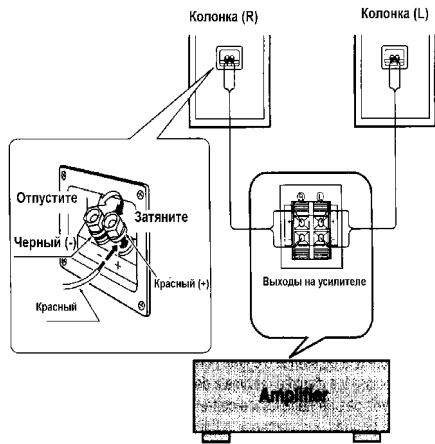 Колонка (R)
Колонка (L)
Отпустите
Затяните
Черный (-)
Красный (+)
Красный
Выходы на усилителе
Amplifier